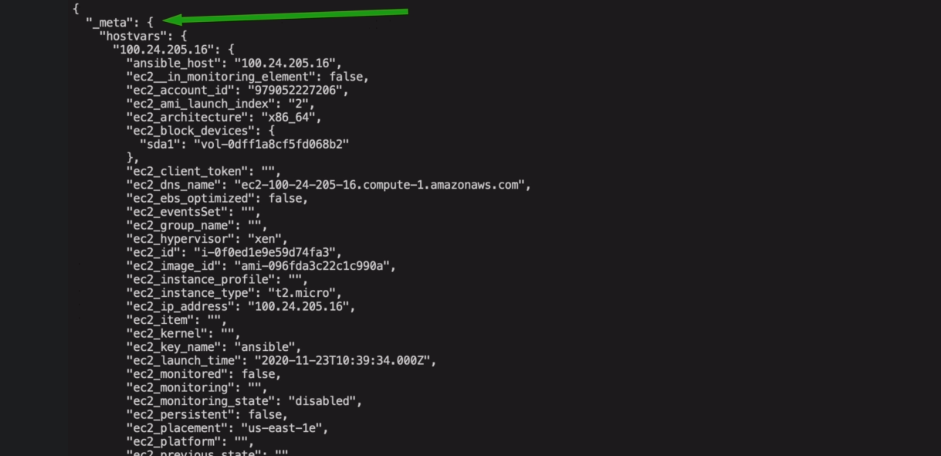 {
"_meta": {
"hostvars": {
"100.24.205.16": {
"ansible_host": "100.24.205.16",
"ec2__in_monitoring_element": false,
"ec2_account_id": "979052227206",
"ec2_ami_launch_index": "2",
"ec2_architecture": "x86_64",
"ec2_block_devices": {
"sda1": "vol-0dff1a8cf5fd068b2"
},
"ec2_client_token": "",
"ec2_dns_name": "ec2-100-24-205-16.compute-1.amazonaws.com",
"ec2_ebs_optimized": false,
"ec2_eventsSet": "",
"ec2_group_name": "",
"ec2_hypervisor": "xen",
"ec2_id": "i-0f0ed1e9e59d74fa3",
"ec2_image_id": "ami-096fda3c22c1c990a",
"ec2_instance_profile": "",
"ec2_instance_type": "t2.micro",
"ec2_ip_address": "100.24.205.16",
"ec2_item": "",
"ec2_kernel": "",
"ec2_key_name": "ansible",
"ec2_launch_time": "2020-11-23T10:39:34.000Z",
"ec2_monitored": false,
"ec2_monitoring": "",
"ec2_monitoring_state": "disabled",
"ec2_persistent": false,
"ec2_placement": "us-east-1e",
"ec2_platform": "",
"ec2_previous_state": ""